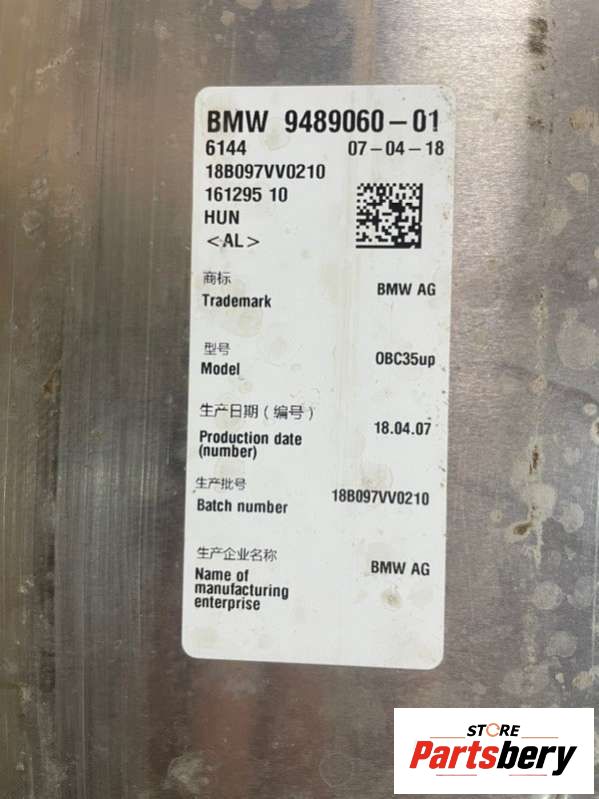 BMW 9489060-01
6144 07-04-18
18B097VV0210
161295 10
HUN
<AL>
商标
Trademark BMW AG
型号
Model OBC35up
生产日期（编号）
Production date 18.04.07
(number)
生产批号
Batch number 18B097VV0210
生产企业名称
Name of BMW AG
manufacturing
enterprise
STORE
Partsbery